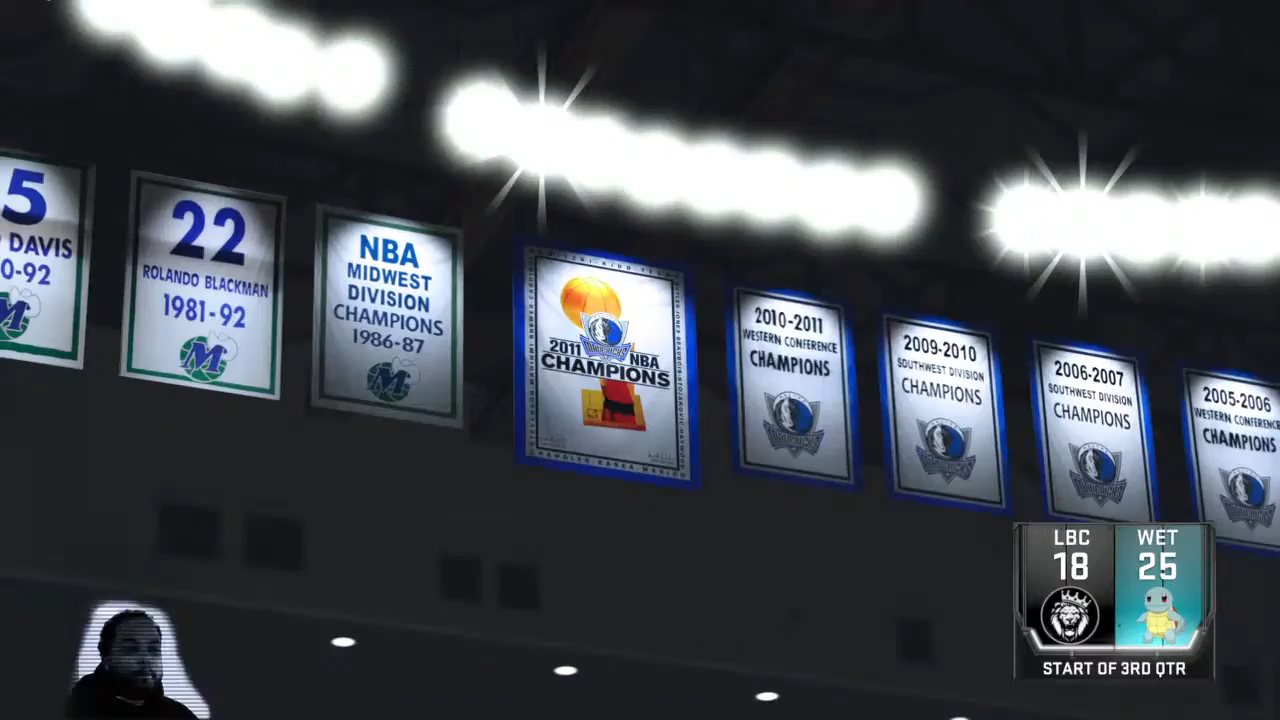 5
DAVIS
0-92
22
ROLANDO BLACKMAN
1981-92
M
NBA
MIDWEST
DIVISION
CHAMPIONS
1986-87
M
2011 NBA
CHAMPIONS
2010-2011
WESTERN CONFERENCE
CHAMPIONS
2009-2010
SOUTHWEST DIVISION
CHAMPIONS
2006-2007
SOUTHWEST DIVISION
CHAMPIONS
2005-2006
WESTERN CONFERENCE
CHAMPIONS
LBC WET
18 25
START OF 3RD QTR